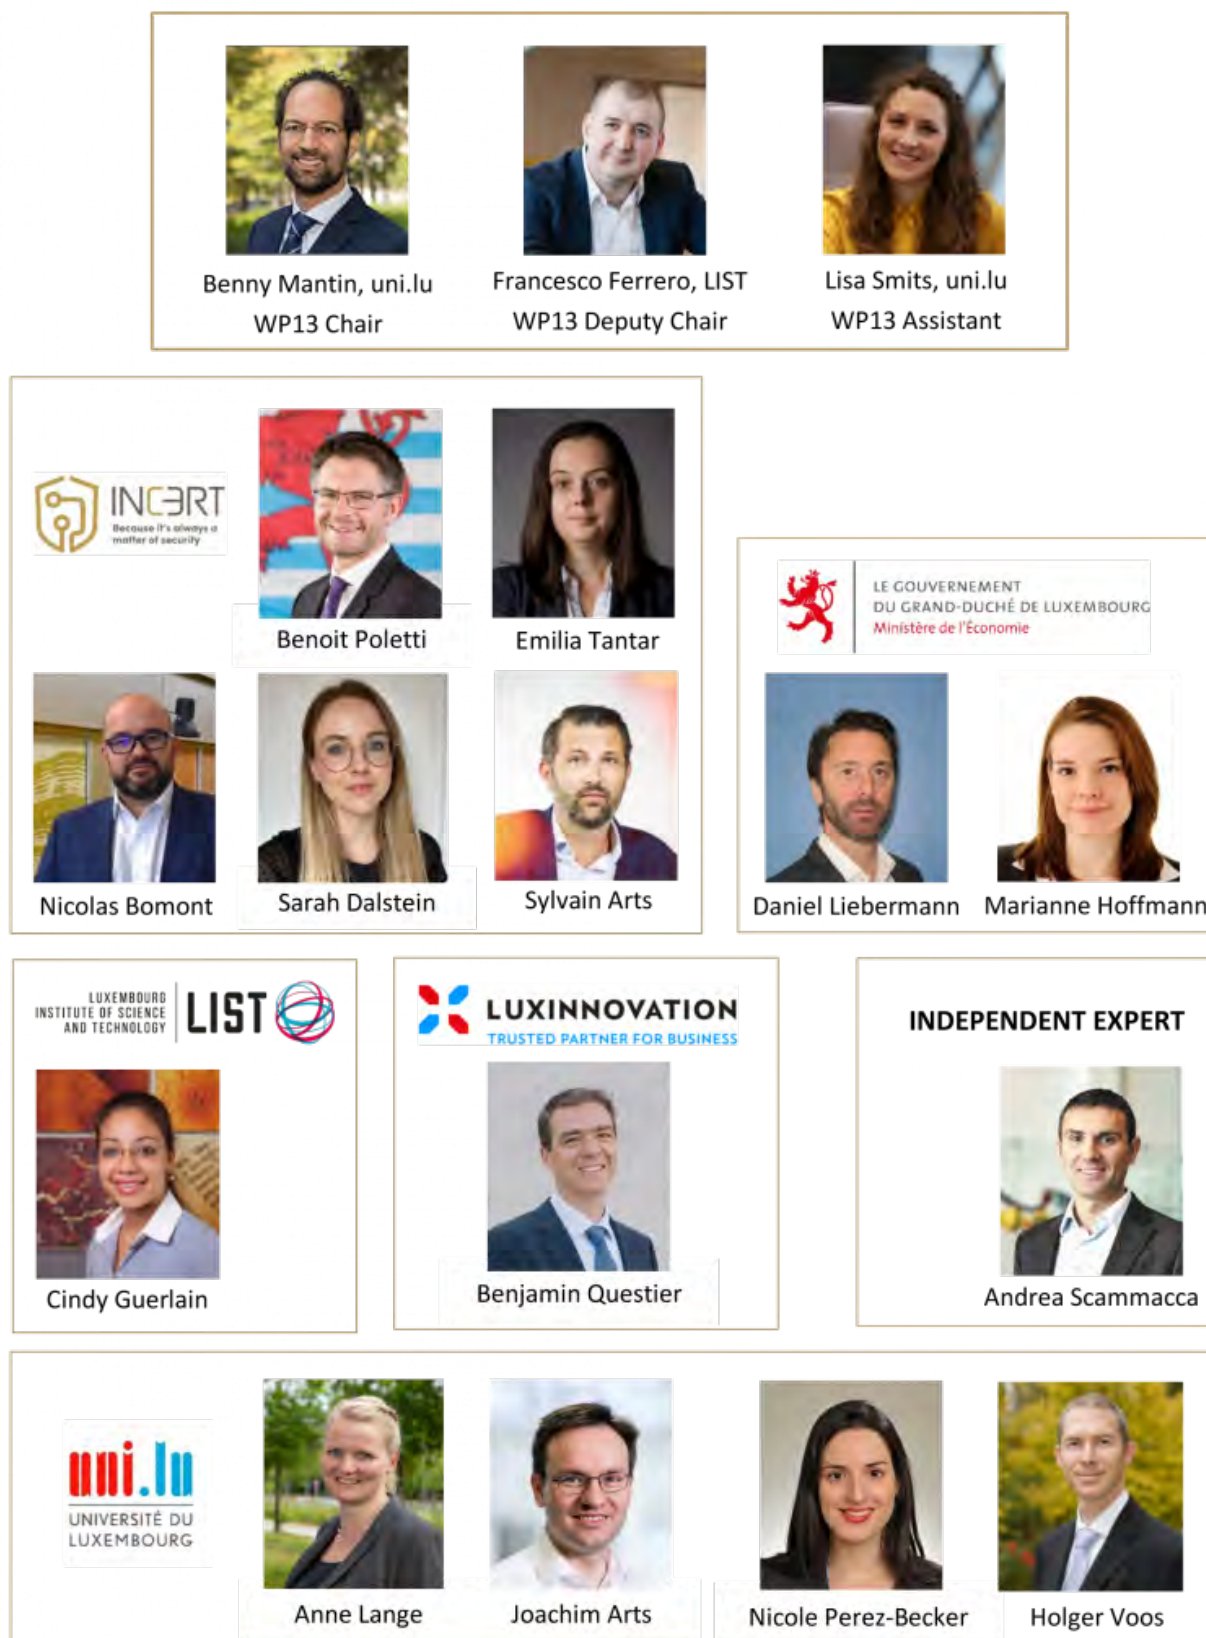 Benny Mantin, uni.lu
WP13 Chair
Francesco Ferrero, LIST
WP13 Deputy Chair
Lisa Smits, uni.lu
WP13 Assistant
INCERT
Because it's always a
matter of security
Benoit Poletti
Emilia Tantar
Nicolas Bomont
Sarah Dalstein
Sylvain Arts
LE GOUVERNEMENT
DU GRAND-DUCHÉ DE LUXEMBOURG
Ministère de l'Économie
Daniel Liebermann
Marianne Hoffmann
LUXEMBOURG
INSTITUTE OF SCIENCE
AND TECHNOLOGY
LIST
Cindy Guerlain
LUXINNOVATION
TRUSTED PARTNER FOR BUSINESS
Benjamin Questier
INDEPENDENT EXPERT
Andrea Scammacca
uni.lu
UNIVERSITÉ DU
LUXEMBOURG
Anne Lange
Joachim Arts
Nicole Perez-Becker
Holger Voos